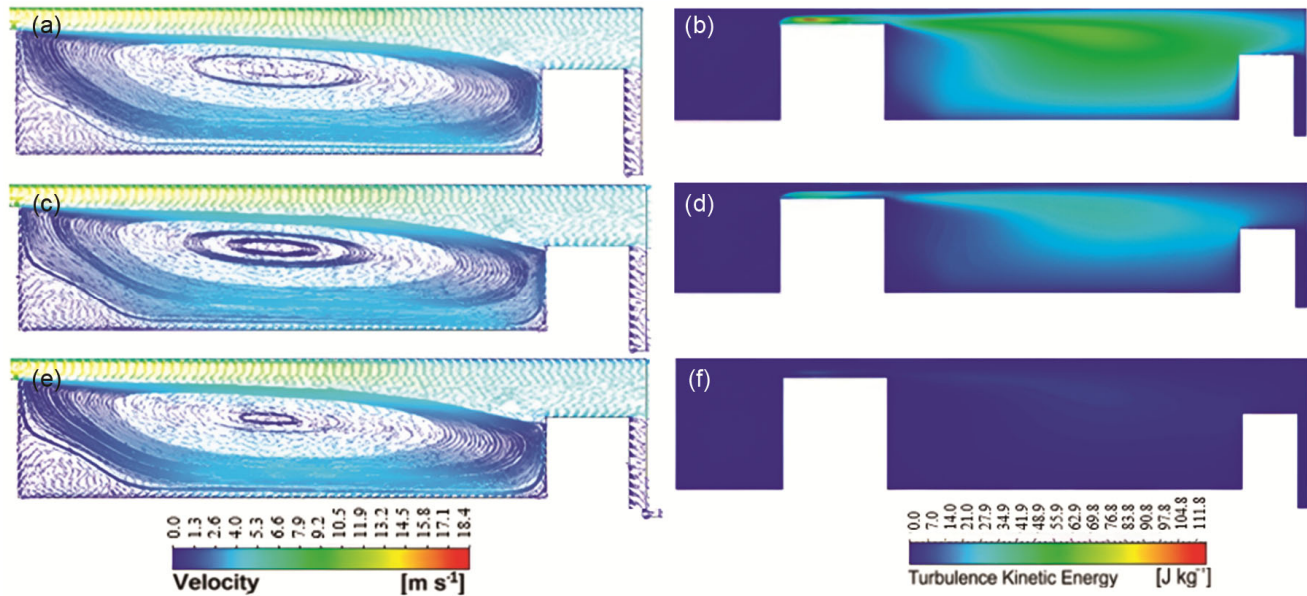 (a)
(b)
(c)
(d)
(e)
(f)
0.0 1.3 2.6 4.0 5.3 6.6 7.9 9.2 10.5 11.9 13.2 14.5 15.8 17.1 18.4
Velocity [m s⁻¹]
0.0 7.0 14.0 21.0 27.9 34.9 41.9 48.9 55.9 62.9 69.8 76.8 83.8 90.8 97.8 104.8 111.8
Turbulence Kinetic Energy [J kg⁻¹]